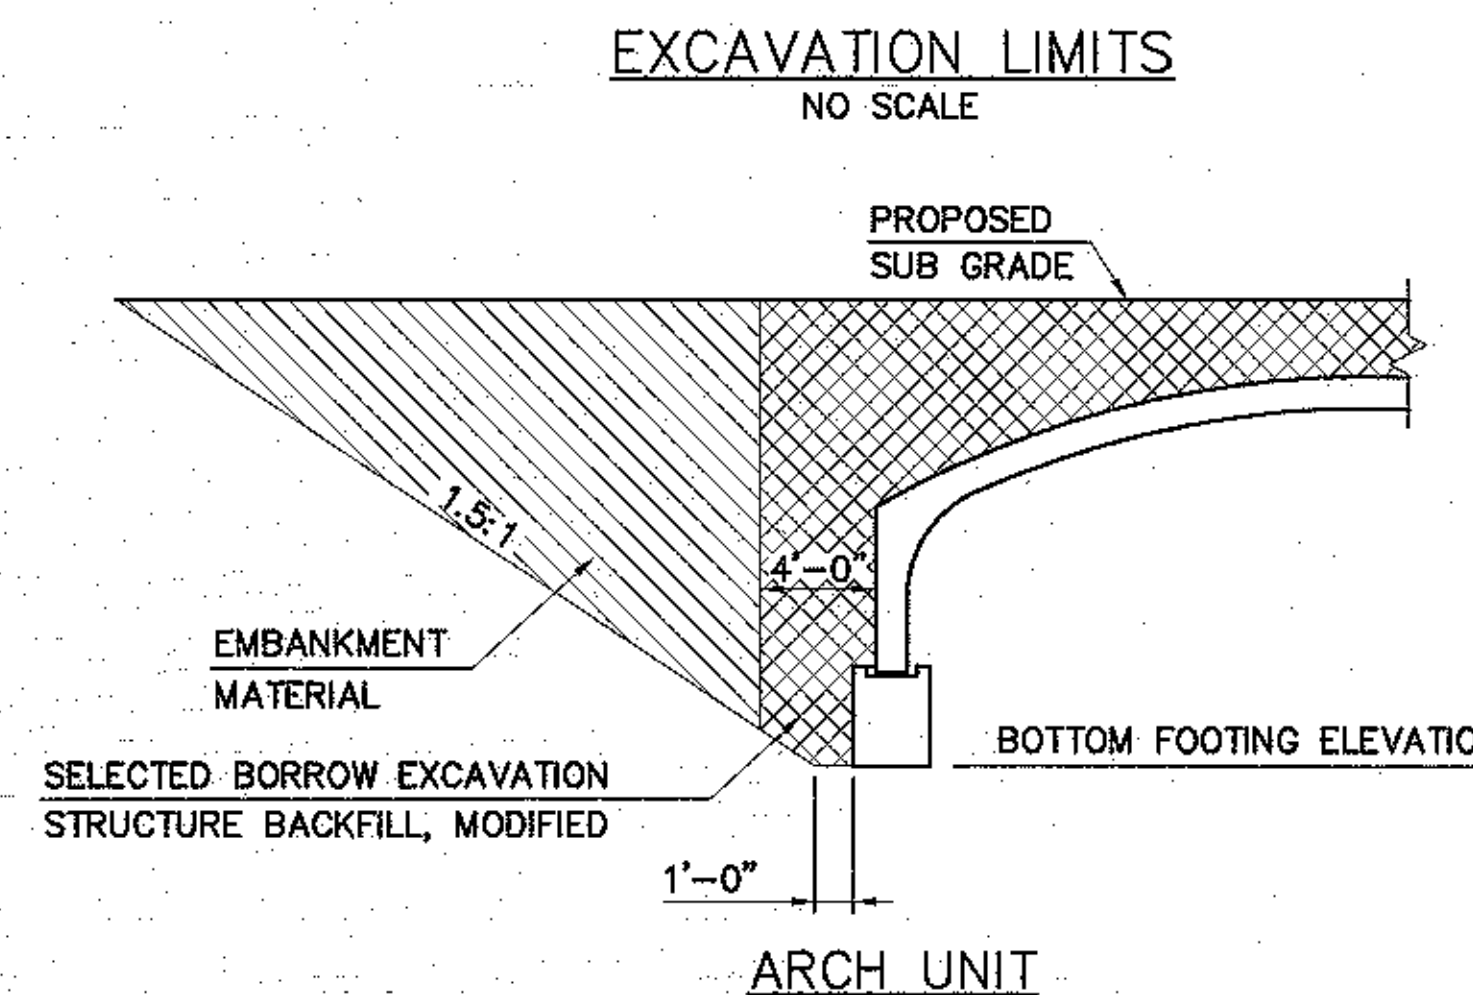 EXCAVATION LIMITS
NO SCALE
PROPOSED
SUB GRADE
1.5:1
4'-0"
EMBANKMENT
MATERIAL
BOTTOM FOOTING ELEVATIO
SELECTED BORROW EXCAVATION
STRUCTURE BACKFILL, MODIFIED
1'-0"
ARCH UNIT